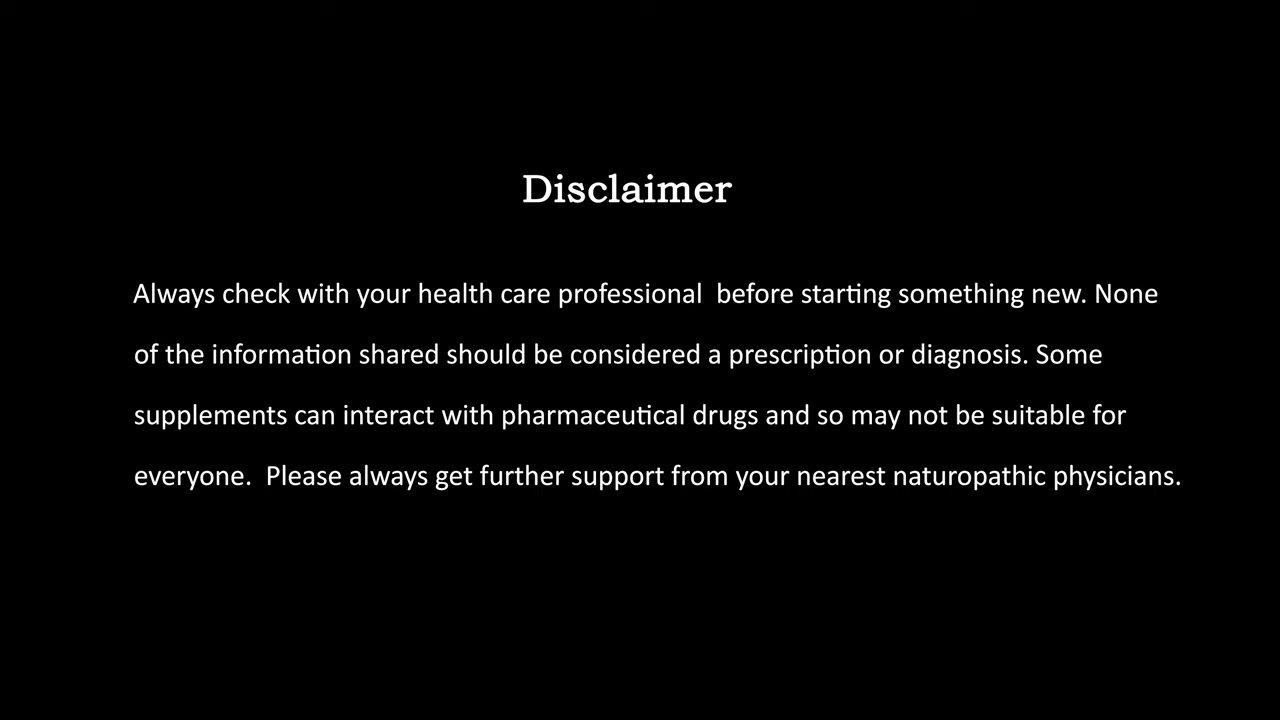 Disclaimer
Always check with your health care professional  before starting something new. None
of the information shared should be considered a prescription or diagnosis. Some
supplements can interact with pharmaceutical drugs and so may not be suitable for
everyone.  Please always get further support from your nearest naturopathic physicians.